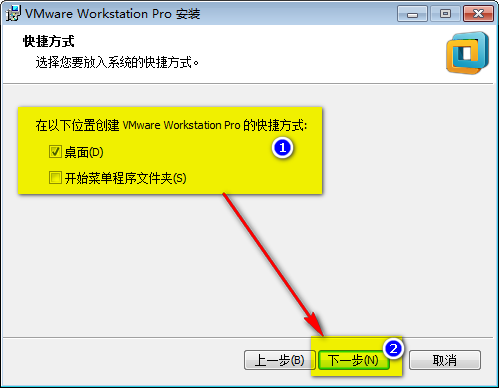 VMware Workstation Pro 安装
快捷方式
选择您要放入系统的快捷方式。
在以下位置创建 VMware Workstation Pro 的快捷方式:
1
桌面(D)
开始菜单程序文件夹(S)
2
上一步(B)
下一步(N)
取消